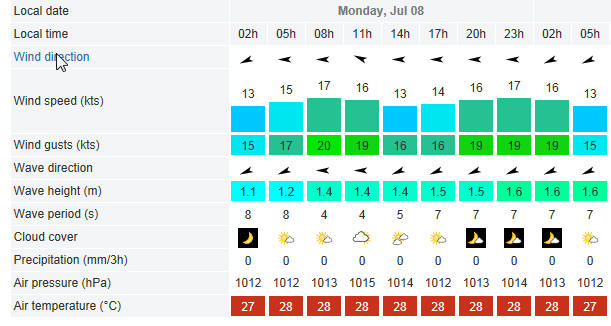 Local date Monday, Jul 08
Local time 02h 05h 08h 11h 14h 17h 20h 23h 02h 05h
Wind direction
Wind speed (kts) 13 15 17 16 13 14 16 17 16 13
Wind gusts (kts) 15 17 20 19 16 16 19 19 19 15
Wave direction
Wave height (m) 1.1 1.2 1.4 1.4 1.4 1.5 1.5 1.6 1.6 1.6
Wave period (s) 8 8 4 4 5 7 7 7 7 7
Cloud cover
Precipitation (mm/3h) 0 0 0 0 0 0 0 0 0 0
Air pressure (hPa) 1012 1012 1013 1015 1014 1012 1013 1014 1013 1012
Air temperature (°C) 27 28 28 28 28 28 28 28 28 27